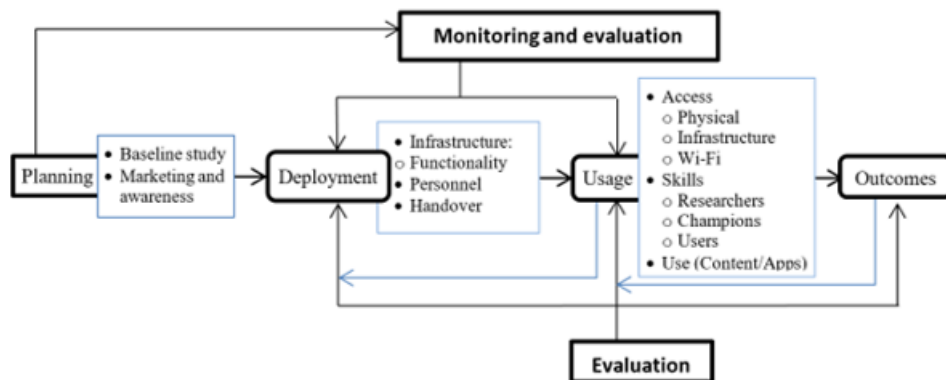 Monitoring and evaluation
Planning
• Baseline study
• Marketing and
awareness
Deployment
• Infrastructure:
o Functionality
• Personnel
• Handover
Usage
• Access
o Physical
o Infrastructure
o Wi-Fi
• Skills
o Researchers
o Champions
o Users
• Use (Content/Apps)
Outcomes
Evaluation